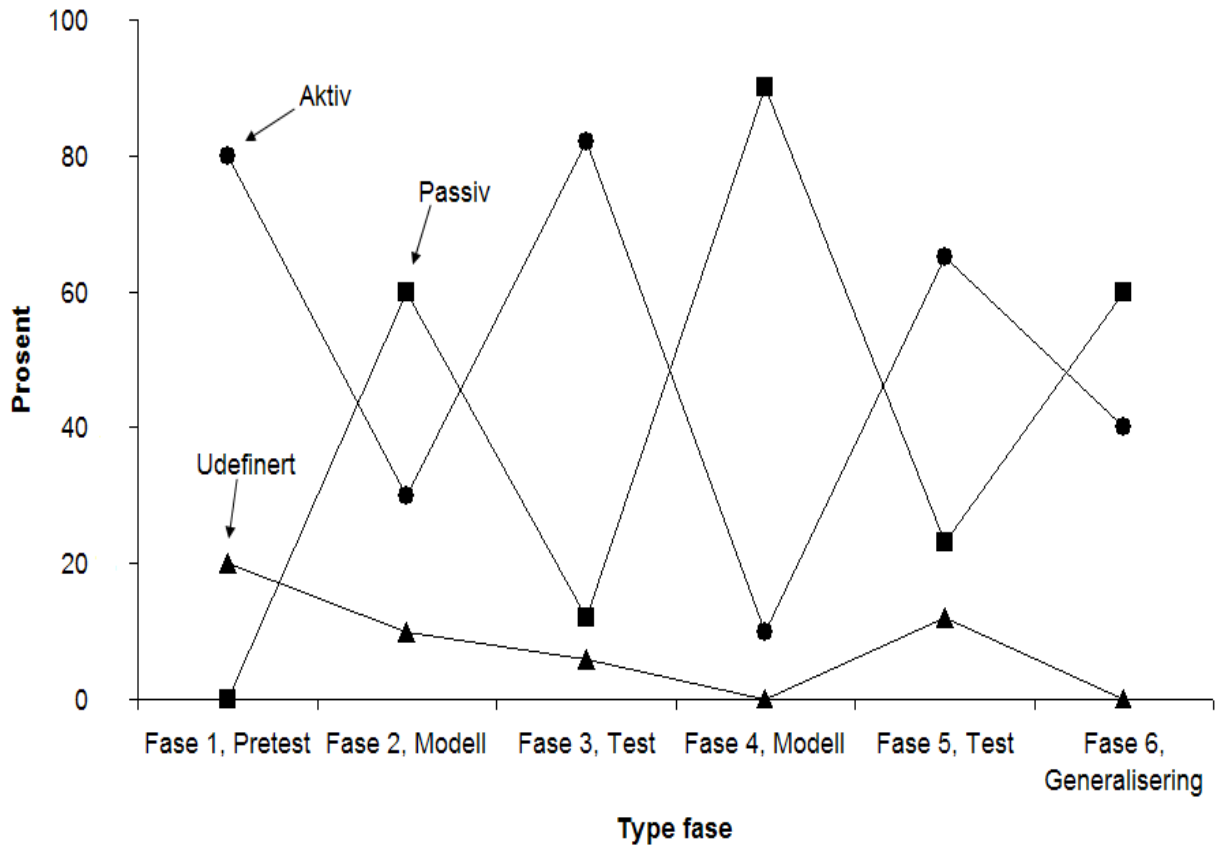 100
80
60
40
20
0
Prosent
Aktiv
Passiv
Udefinert
Fase 1, Pretest
Fase 2, Modell
Fase 3, Test
Fase 4, Modell
Fase 5, Test
Fase 6,
Generalisering
Type fase